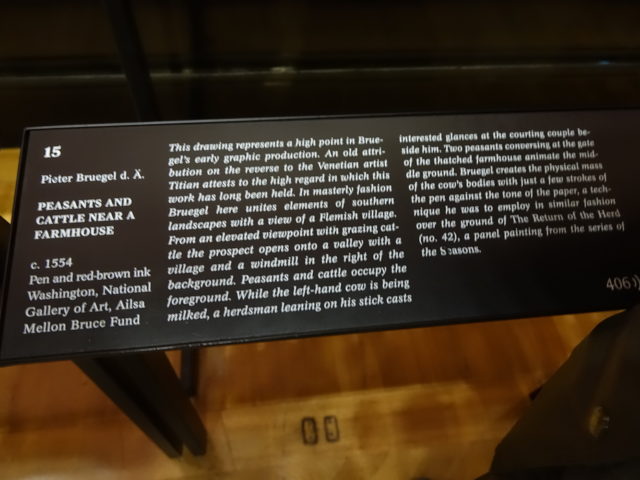 15
Pieter Bruegel d. Ä.
PEASANTS AND
CATTLE NEAR A
FARMHOUSE
c. 1554
Pen and red-brown ink
Washington, National
Gallery of Art, Ailsa
Mellon Bruce Fund
This drawing represents a high point in Brue-
gel's early graphic production. An old attri-
bution on the reverse to the Venetian artist
Titian attests to the high regard in which this
work has long been held. In masterly fashion
Bruegel here unites elements of southern
landscapes with a view of a Flemish village.
From an elevated viewpoint with grazing cat-
tle the prospect opens onto a valley with a
village and a windmill in the right of the
background. Peasants and cattle occupy the
foreground. While the left-hand cow is being
milked, a herdsman leaning on his stick casts
interested glances at the courting couple be-
side him. Two peasants conversing at the gate
of the thatched farmhouse animate the mid-
dle ground. Bruegel creates the physical mass
of the cow's bodies with just a few strokes of
the pen against the tone of the paper, a tech-
nique he was to employ in similar fashion
over the ground of The Return of the Herd
(no. 42), a panel painting from the series of
the Seasons.
406